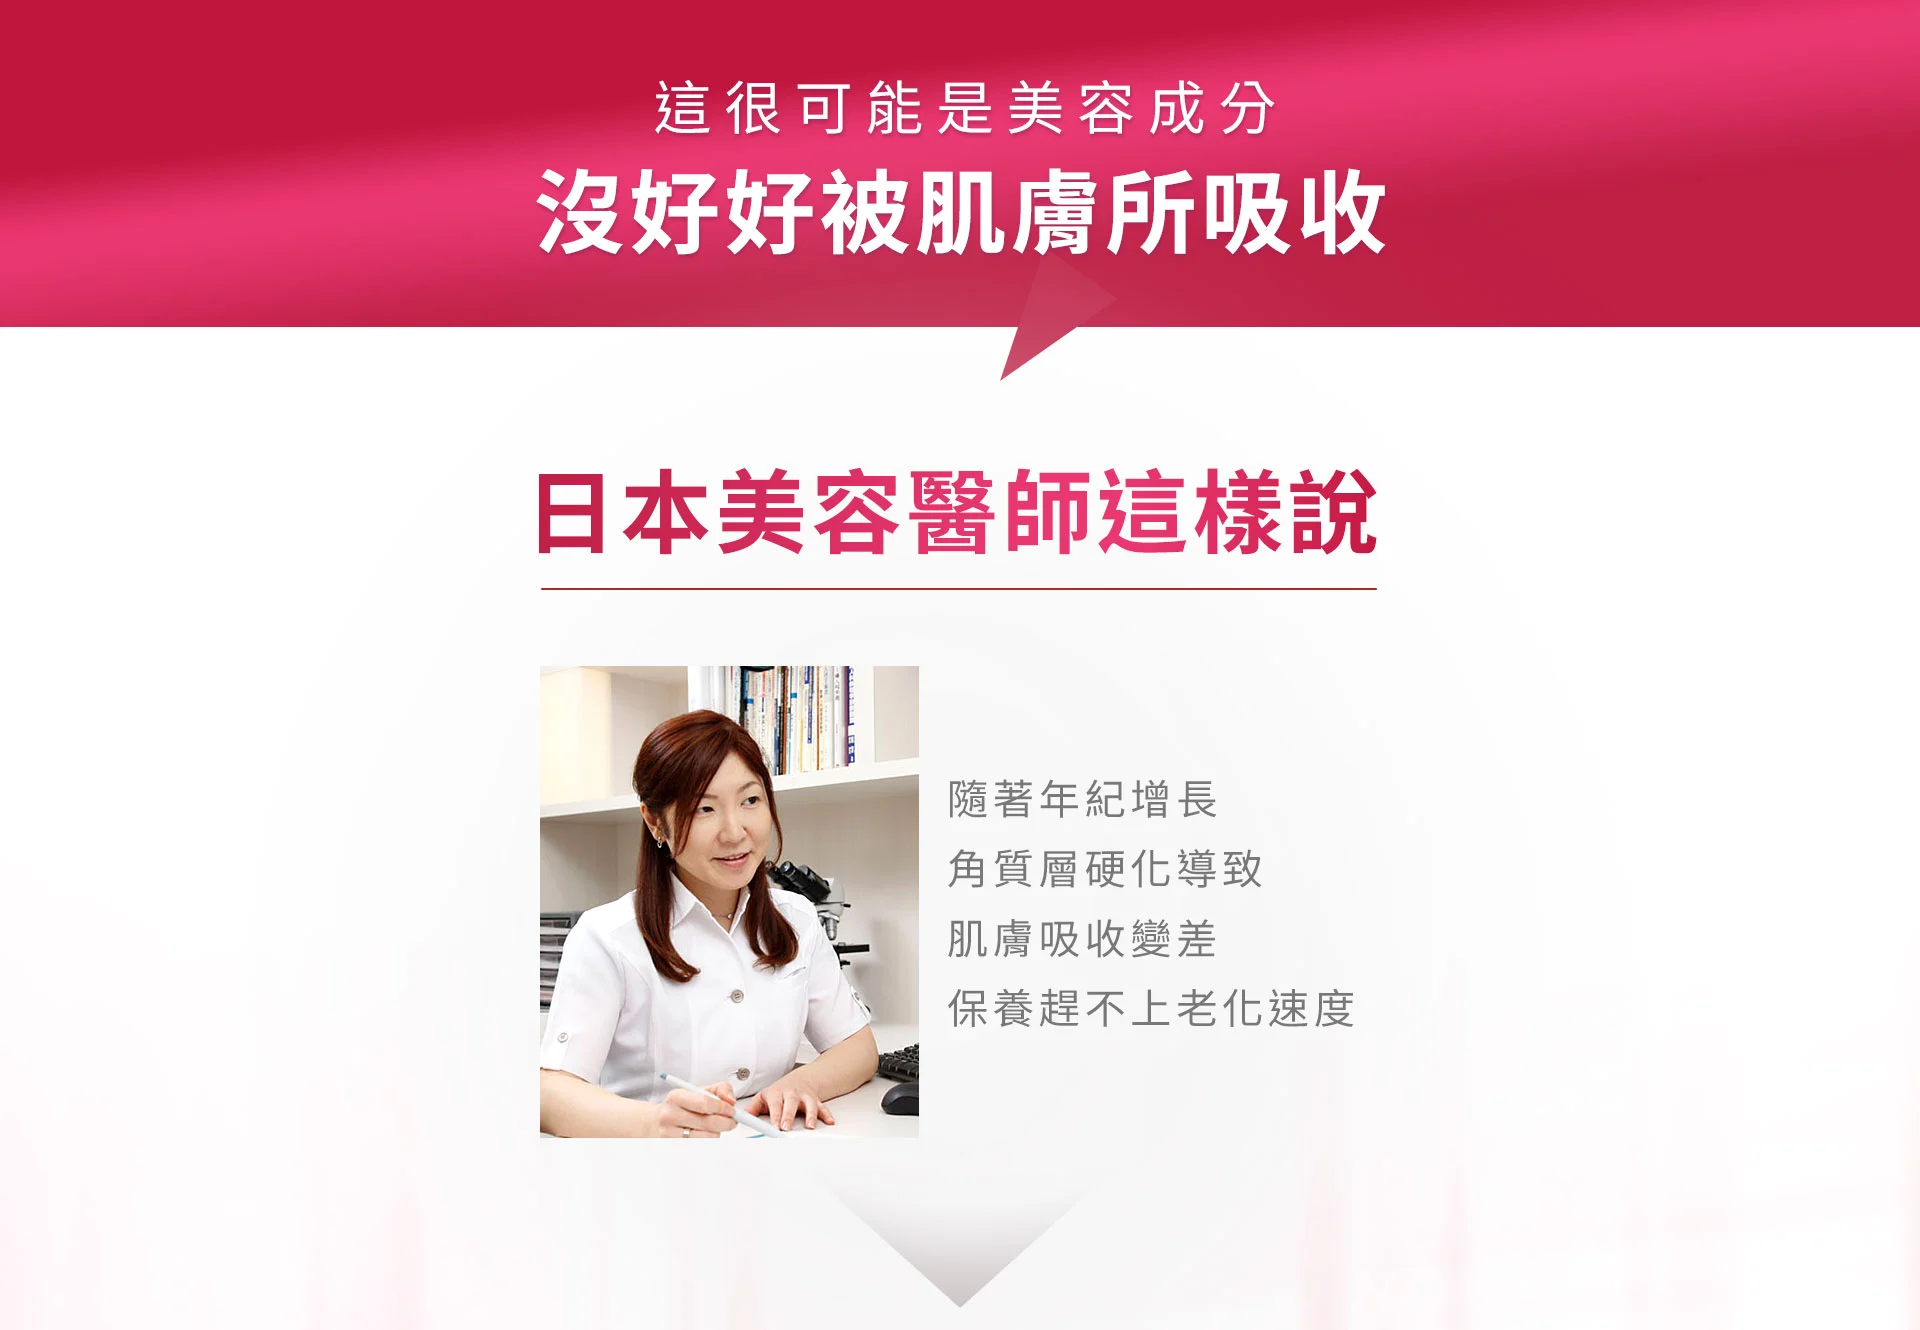 這很可能是美容成分
沒好好被肌膚所吸收
日本美容醫師這樣說
隨著年紀增長
角質層硬化導致
肌膚吸收變差
保養趕不上老化速度